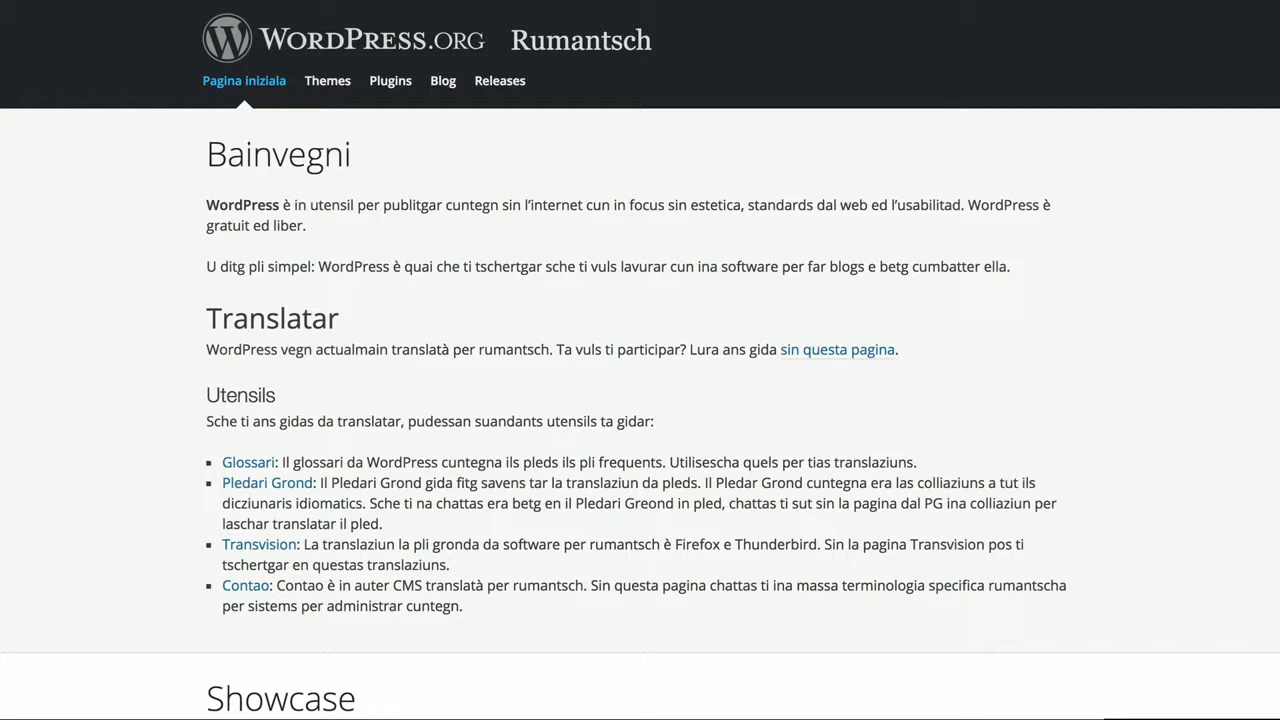 WORDPRESS.ORG Rumantsch
Pagina iniziala Themes Plugins Blog Releases
Bainvegni
WordPress è in utensil per publitgar cuntegn sin l'internet cun in focus sin estetica, standards dal web ed l'usabilitad. WordPress è
gratuit ed liber.
U ditg pli simpel: WordPress è quai che ti tschertgar sche ti vuls lavurar cun ina software per far blogs e betg cumbatter ella.
Translatar
WordPress vegn actualmain translatà per rumantsch. Ta vuls ti participar? Lura ans gida sin questa pagina.
Utensils
Sche ti ans gidas da translatar, pudessan suandants utensils ta gidar:
Glossari: Il glossari da WordPress cuntegna ils pleds ils pli frequents. Utilisescha quels per tias translaziuns.
Pledari Grond: Il Pledari Grond gida fitg savens tar la translaziun da pleds. Il Pledar Grond cuntegna era las colliaziuns a tut ils
dicziunaris idiomatics. Sche ti na chattas era betg en il Pledari Greond in pled, chattas ti sut sin la pagina dal PG ina colliaziun per
laschar translatar il pled.
Transvision: La translaziun la pli gronda da software per rumantsch è Firefox e Thunderbird. Sin la pagina Transvision pos ti
tschertgar en questas translaziuns.
Contao: Contao è in auter CMS translatà per rumantsch. Sin questa pagina chattas ti ina massa terminologia specifica rumantscha
per sistems per administrar cuntegn.
Showcase